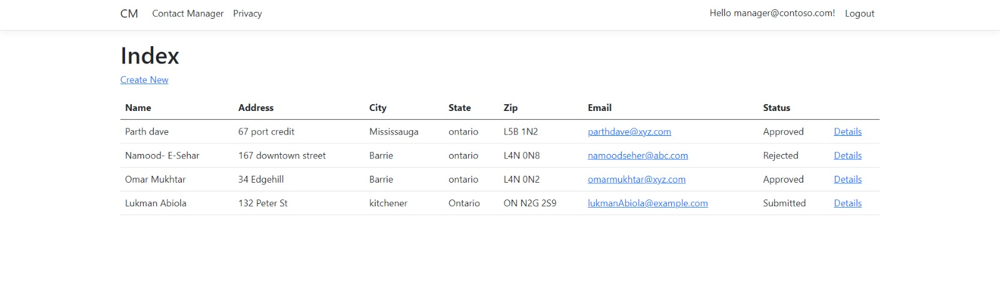 CM Contact Manager Privacy Hello manager@contoso.com! Logout
Index
Create New
Name Address City State Zip Email Status
Parth dave 67 port credit Mississauga ontario L5B 1N2 parthdave@xyz.com Approved Details
Namood- E-Sehar 167 downtown street Barrie ontario L4N 0N8 namoodseher@abc.com Rejected Details
Omar Mukhtar 34 Edgehill Barrie ontario L4N 0N2 omarmukhtar@xyz.com Approved Details
Lukman Abiola 132 Peter St kitchener Ontario ON N2G 2S9 lukmanAbiola@example.com Submitted Details